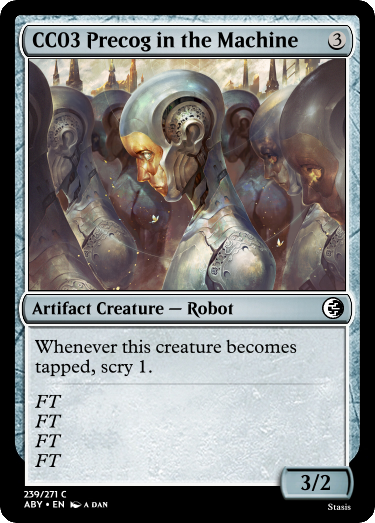 CC03 Precog in the Machine 3
Artifact Creature — Robot
Whenever this creature becomes
tapped, scry 1.
FT
FT
FT
FT
3/2
239/271 C
ABY • EN A DAN
Stasis